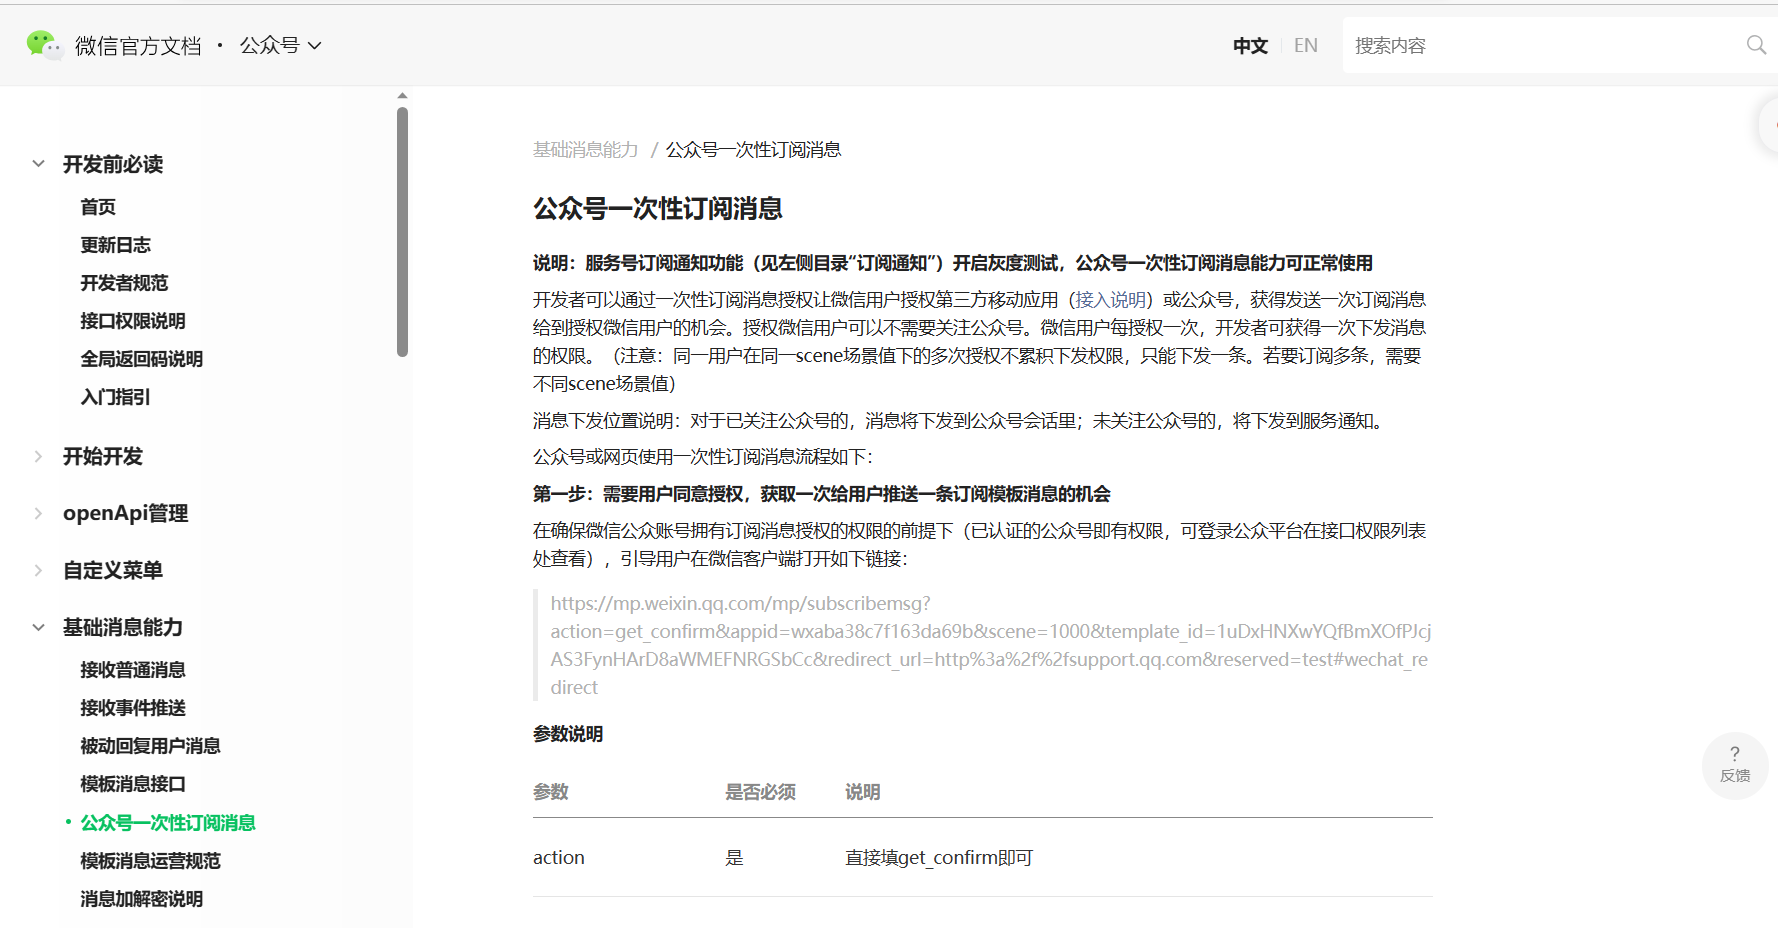 微信官方文档 · 公众号
中文 EN 搜索内容
开发前必读
首页
更新日志
开发者规范
接口权限说明
全局返回码说明
入门指引
开始开发
openApi管理
自定义菜单
基础消息能力
接收普通消息
接收事件推送
被动回复用户消息
模板消息接口
公众号一次性订阅消息
模板消息运营规范
消息加解密说明
基础消息能力 / 公众号一次性订阅消息
公众号一次性订阅消息
说明：服务号订阅通知功能（见左侧目录“订阅通知”）开启灰度测试，公众号一次性订阅消息能力可正常使用
开发者可以通过一次性订阅消息授权让微信用户授权第三方移动应用（接入说明）或公众号，获得发送一次订阅消息
给到授权微信用户的机会。授权微信用户可以不需要关注公众号。微信用户每授权一次，开发者可获得一次下发消息
的权限。（注意：同一用户在同一scene场景值下的多次授权不累积下发权限，只能下发一条。若要订阅多条，需要
不同scene场景值）
消息下发位置说明：对于已关注公众号的，消息将下发到公众号会话里；未关注公众号的，将下发到服务通知。
公众号或网页使用一次性订阅消息流程如下：
第一步：需要用户同意授权，获取一次给用户推送一条订阅模板消息的机会
在确保微信公众账号拥有订阅消息授权的权限的前提下（已认证的公众号即有权限，可登录公众平台在接口权限列表
处查看），引导用户在微信客户端打开如下链接：
https://mp.weixin.qq.com/mp/subscribemsg?
action=get_confirm&appid=wxaba38c7f163da69b&scene=1000&template_id=1uDxHNXwYQfBmXOfPJcj
AS3FynHArD8aWMEFNRGSbCc&redirect_url=http%3a%2f%2fsupport.qq.com&reserved=test#wechat_re
direct
参数说明
参数 是否必须 说明
action 是 直接填get_confirm即可
?
反馈